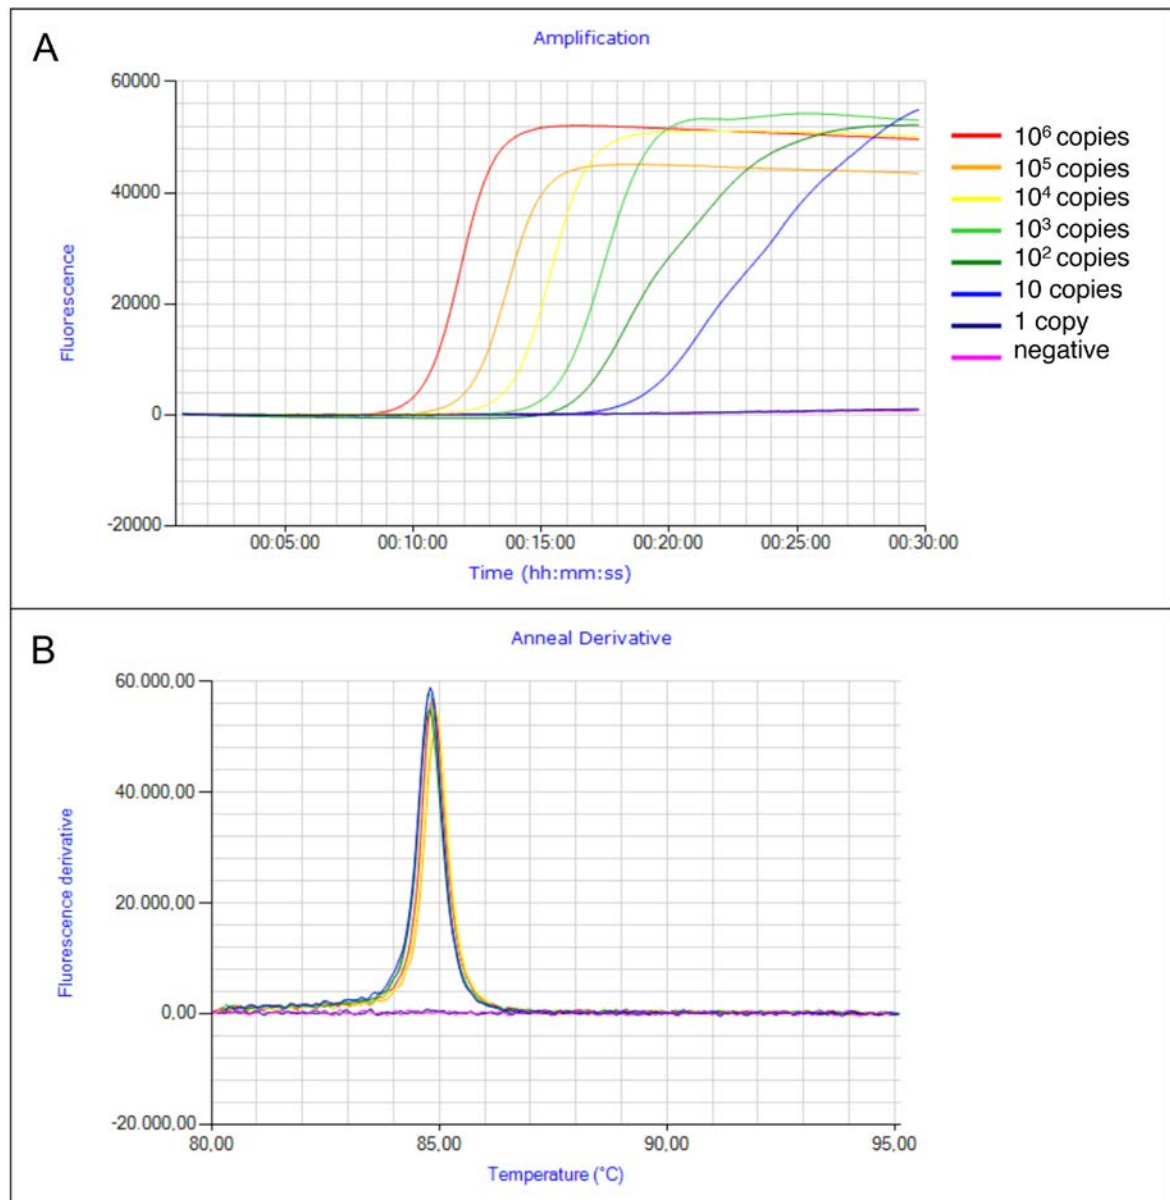 A
Amplification
60000
40000
20000
0
-20000
Fluorescence
00:05:00 00:10:00 00:15:00 00:20:00 00:25:00 00:30:00
Time (hh:mm:ss)
10⁶ copies
10⁵ copies
10⁴ copies
10³ copies
10² copies
10 copies
1 copy
negative
B
Anneal Derivative
60.000,00
40.000,00
20.000,00
0,00
-20.000,00
Fluorescence derivative
80,00 85,00 90,00 95,00
Temperature (°C)